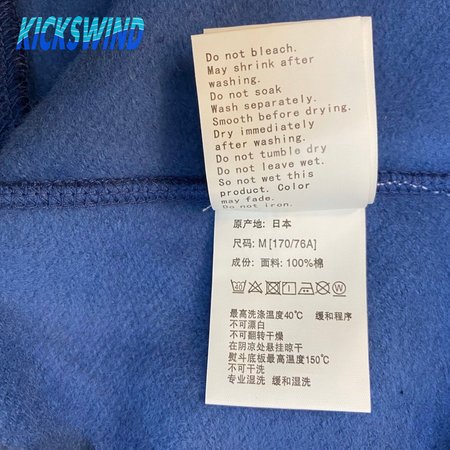 KICKSWIND
Do not bleach.
May shrink after
washing.
Do not soak
Wash separately.
Smooth before drying.
Dry immediately
after washing.
Do not tumble dry
Do not leave wet.
So not wet this
product. Color
may fade.
Do not iron.
原产地: 日本
尺码: M [170/76A]
成份: 面料: 100%棉
最高洗涤温度40℃ 缓和程序
不可漂白
不可翻转干燥
在阴凉处悬挂晾干
熨斗底板最高温度150℃
不可干洗
专业湿洗 缓和湿洗